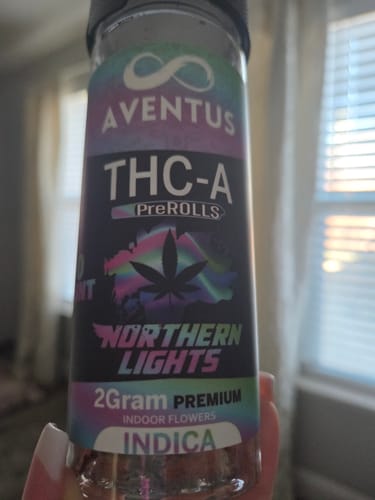 AVENTUS
THC-A
PreROLLS
NORTHERN
LIGHTS
2Gram PREMIUM
INDOOR FLOWERS
INDICA